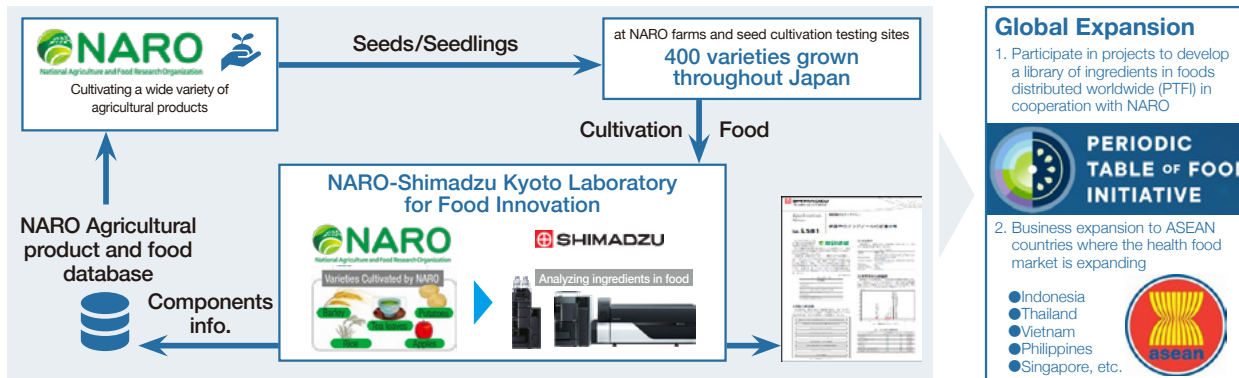 NARO
National Agriculture and Food Research Organization
Cultivating a wide variety of
agricultural products
Seeds/Seedlings
at NARO farms and seed cultivation testing sites
400 varieties grown
throughout Japan
Cultivation
Food
NARO-Shimadzu Kyoto Laboratory
for Food Innovation
NARO
National Agriculture and Food Research Organization
Varieties Cultivated by NARO
Barley
Potatoes
Tea leaves
Rice
Apples
SHIMADZU
Analyzing ingredients in food
NARO Agricultural
product and food
database
Components
info.
Global Expansion
1. Participate in projects to develop
a library of ingredients in foods
distributed worldwide (PTFI) in
cooperation with NARO
PERIODIC
TABLE OF FOOD
INITIATIVE
2. Business expansion to ASEAN
countries where the health food
market is expanding
●Indonesia
●Thailand
●Vietnam
●Philippines
●Singapore, etc.
asean